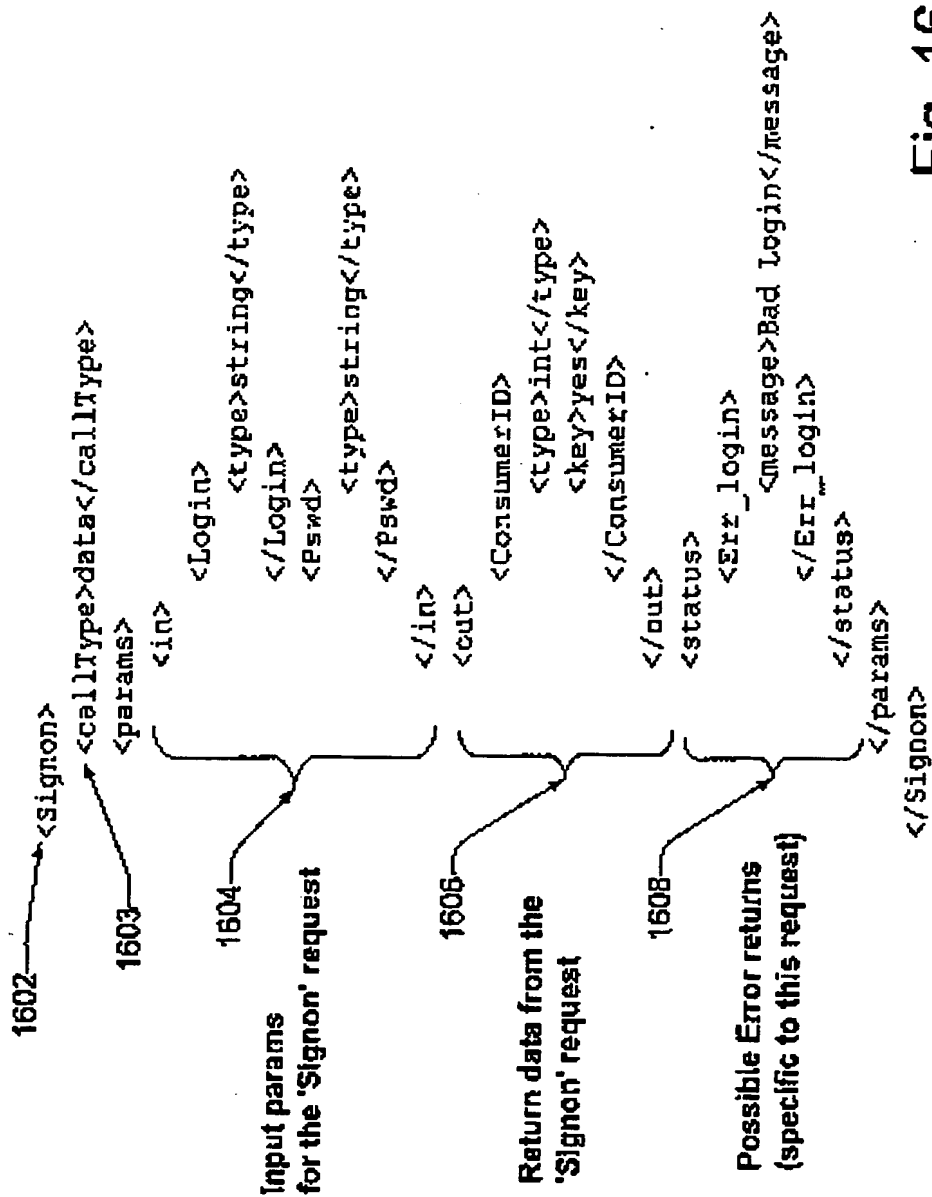 1602
<Signon>
1603
<callType>data</callType>
<params>
1604
Input params
for the 'Signon' request
<in>
<Login>
<type>string</type>
</Login>
<Pswd>
<type>string</type>
</Pswd>
</in>
1606
Return data from the
'Signon' request
<out>
<ConsumerID>
<type>int</type>
<key>yes</key>
</ConsumerID>
</out>
1608
Possible Error returns
(specific to this request)
<status>
<Err_login>
<message>Bad Login</message>
</Err_login>
</status>
</params>
</Signon>
Fig.